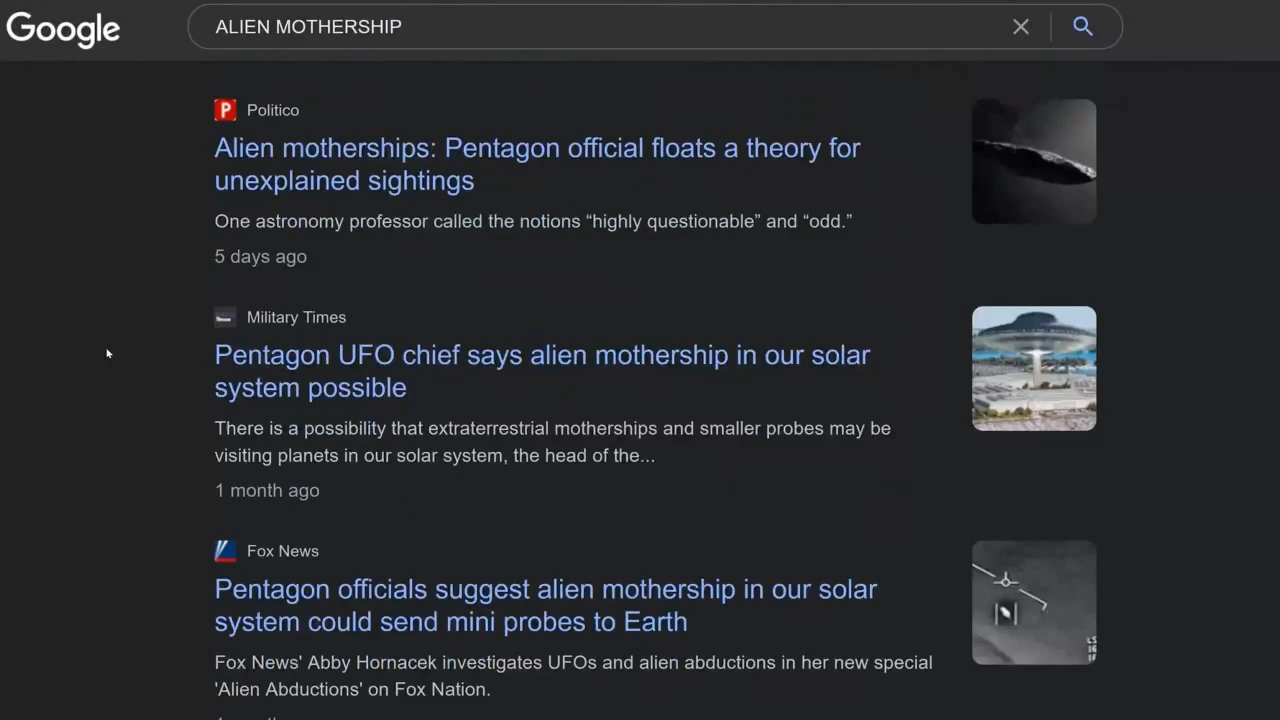 Google
ALIEN MOTHERSHIP
Politico
Alien motherships: Pentagon official floats a theory for
unexplained sightings
One astronomy professor called the notions “highly questionable” and “odd.”
5 days ago
Military Times
Pentagon UFO chief says alien mothership in our solar
system possible
There is a possibility that extraterrestrial motherships and smaller probes may be
visiting planets in our solar system, the head of the...
1 month ago
Fox News
Pentagon officials suggest alien mothership in our solar
system could send mini probes to Earth
Fox News' Abby Hornacek investigates UFOs and alien abductions in her new special
'Alien Abductions' on Fox Nation.